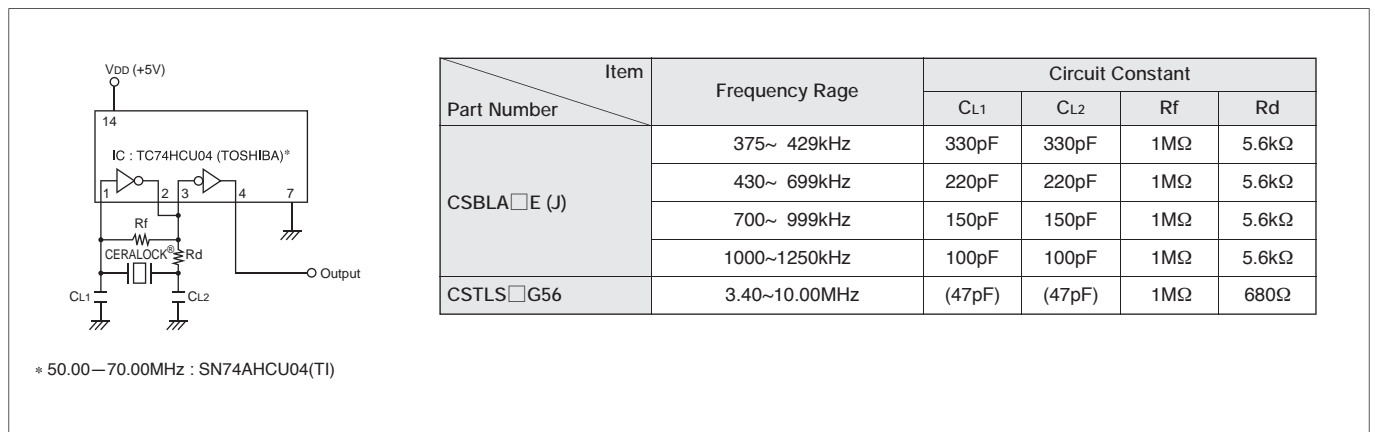 VDD (+5V)
14
IC : TC74HCU04 (TOSHIBA)*
1 2 3 4 7
Rf
CERALOCK® Rd
Output
CL1 CL2
* 50.00—70.00MHz : SN74AHCU04(TI)
Item
Part Number
Frequency Rage
Circuit Constant
CL1 CL2 Rf Rd
CSBLA□E (J)
375~ 429kHz 330pF 330pF 1MΩ 5.6kΩ
430~ 699kHz 220pF 220pF 1MΩ 5.6kΩ
700~ 999kHz 150pF 150pF 1MΩ 5.6kΩ
1000~1250kHz 100pF 100pF 1MΩ 5.6kΩ
CSTLS□G56 3.40~10.00MHz (47pF) (47pF) 1MΩ 680Ω